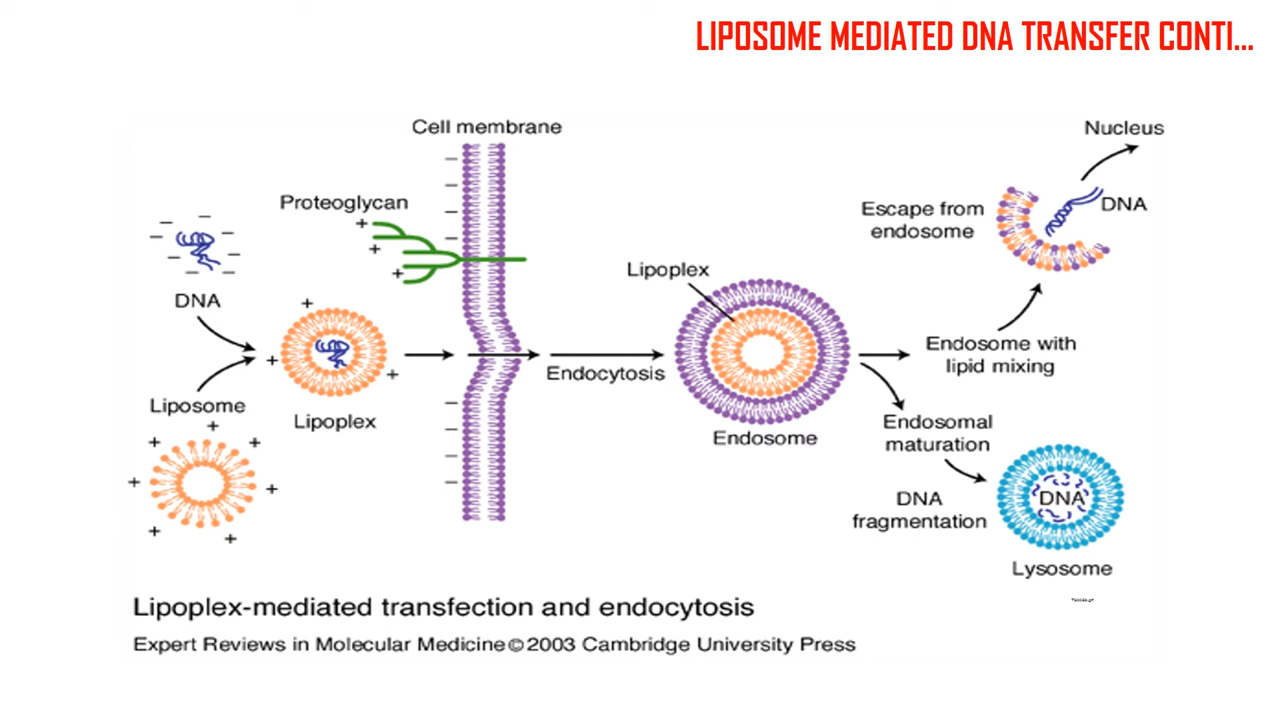 LIPOSOME MEDIATED DNA TRANSFER CONTI...
Cell membrane
Nucleus
Proteoglycan
DNA
Escape from
endosome
Lipoplex
DNA
Endosome with
lipid mixing
Endocytosis
Liposome
Lipoplex
Endosome
Endosomal
maturation
DNA
fragmentation
DNA
Lysosome
Lipoplex-mediated transfection and endocytosis
Expert Reviews in Molecular Medicine©2003 Cambridge University Press